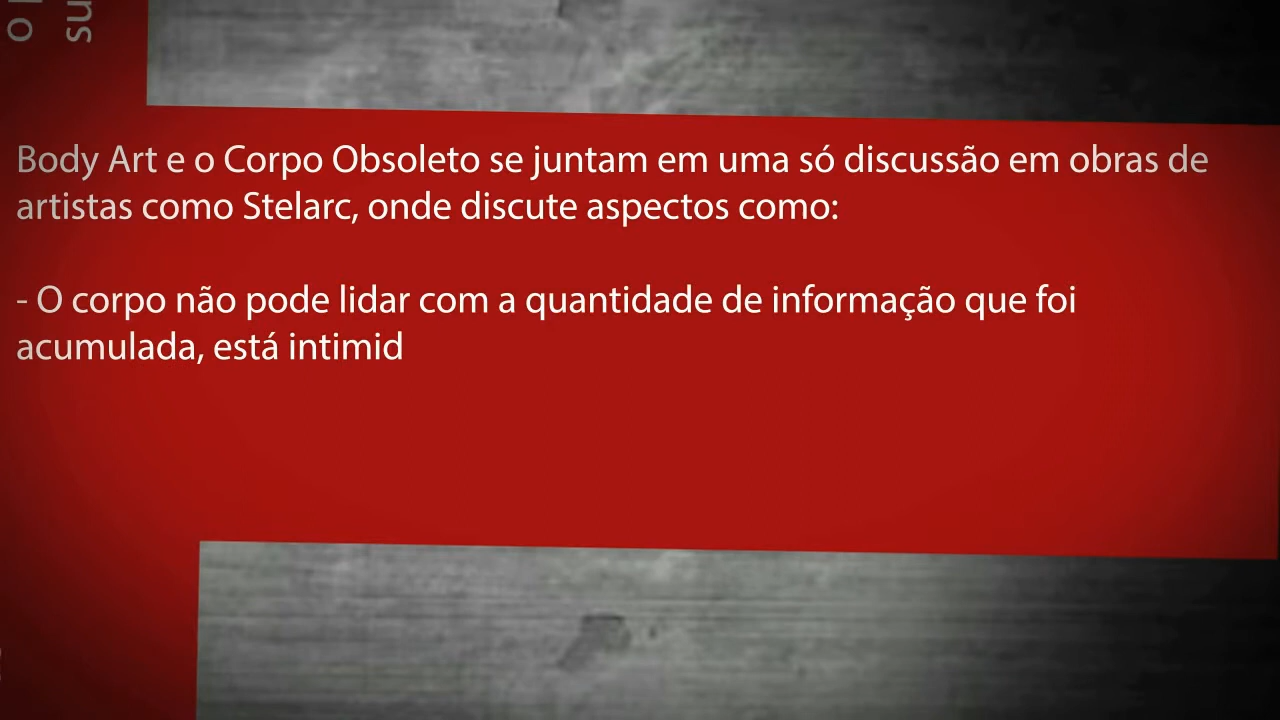 Body Art e o Corpo Obsoleto se juntam em uma só discussão em obras de
artistas como Stelarc, onde discute aspectos como:
- O corpo não pode lidar com a quantidade de informação que foi
acumulada, está intimid